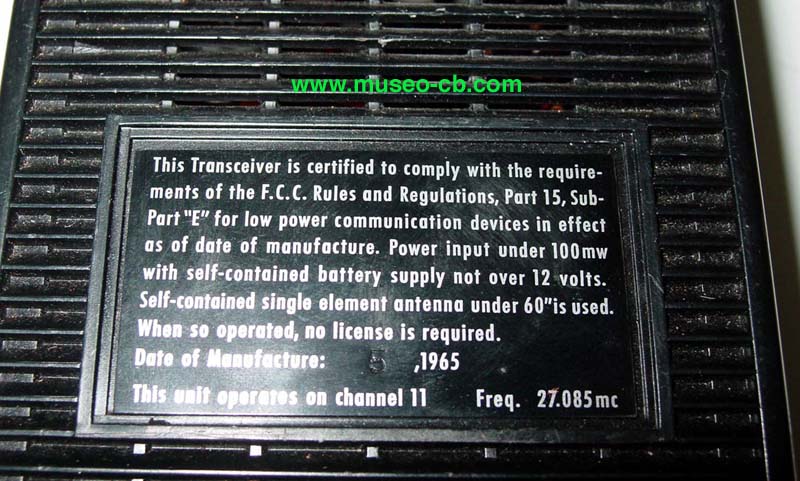 www.museo-cb.com
This Transceiver is certified to comply with the require-
ments of the F.C.C. Rules and Regulations, Part 15, Sub-
Part "E" for low power communication devices in effect
as of date of manufacture. Power input under 100mw
with self-contained battery supply not over 12 volts.
Self-contained single element antenna under 60" is used.
When so operated, no license is required.
Date of Manufacture: ,1965
This unit operates on channel 11 Freq. 27.085mc